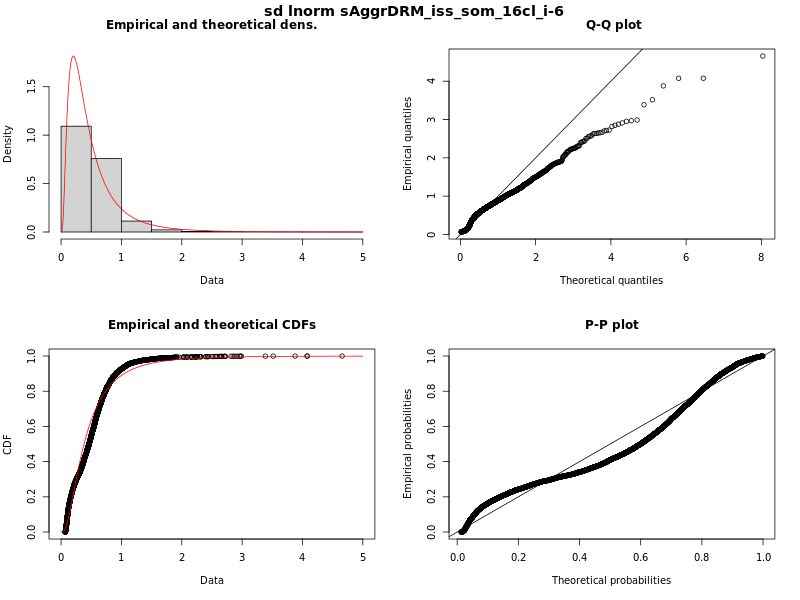 sd lnorm sAggrDRM_iss_som_16cl_i-6
Empirical and theoretical dens.
Density
0.0 0.5 1.0 1.5
0 1 2 3 4 5
Data
Q-Q plot
Empirical quantiles
0 1 2 3 4
0 2 4 6 8
Theoretical quantiles
Empirical and theoretical CDFs
CDF
0.0 0.2 0.4 0.6 0.8 1.0
0 1 2 3 4 5
Data
P-P plot
Empirical probabilities
0.0 0.2 0.4 0.6 0.8 1.0
0.0 0.2 0.4 0.6 0.8 1.0
Theoretical probabilities